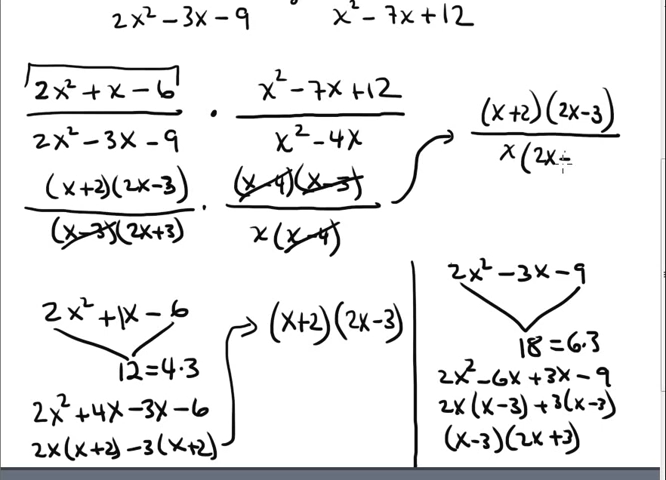 2x² - 3x - 9    x² - 7x + 12
2x² + x - 6 / 2x² - 3x - 9 · x² - 7x + 12 / x² - 4x
(x+2)(2x-3) / (x-3)(2x+3) · (x-4)(x-3) / x(x-4)
(x+2)(2x-3) / x(2x-
2x² + 1x - 6
12 = 4·3
2x² + 4x - 3x - 6
2x(x+2) - 3(x+2)
(x+2)(2x-3)
2x² - 3x - 9
18 = 6·3
2x² - 6x + 3x - 9
2x(x-3) + 3(x-3)
(x-3)(2x+3)